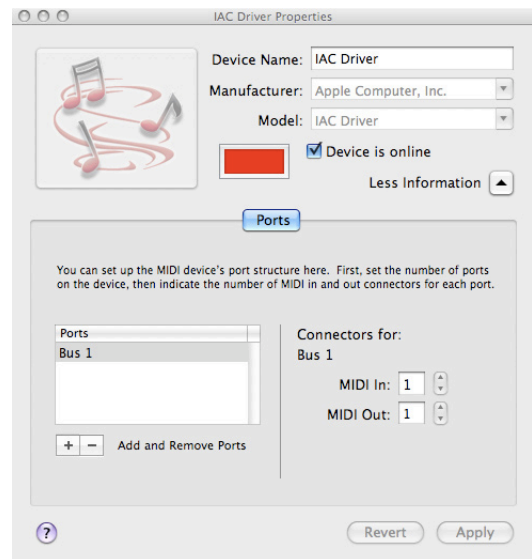 IAC Driver Properties
Device Name: IAC Driver
Manufacturer: Apple Computer, Inc.
Model: IAC Driver
Device is online
Less Information
Ports
You can set up the MIDI device's port structure here. First, set the number of ports
on the device, then indicate the number of MIDI in and out connectors for each port.
Ports
Bus 1
+ − Add and Remove Ports
Connectors for:
Bus 1
MIDI In: 1
MIDI Out: 1
?
Revert Apply